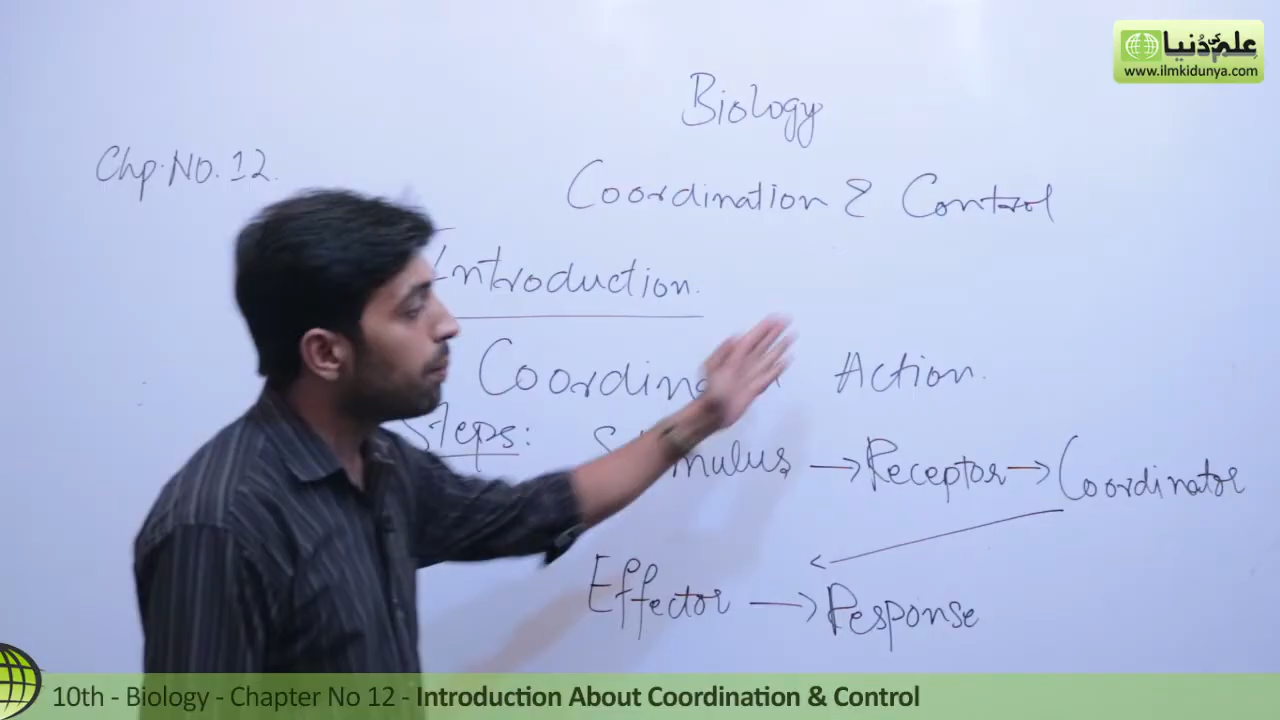 علم کی دنیا
www.ilmkidunya.com
Biology
Chp. No. 12.
Coordination & Control
Introduction.
Action.
Steps:
→ Receptor → Coordinator
Effector → Response
10th - Biology - Chapter No 12 - Introduction About Coordination & Control